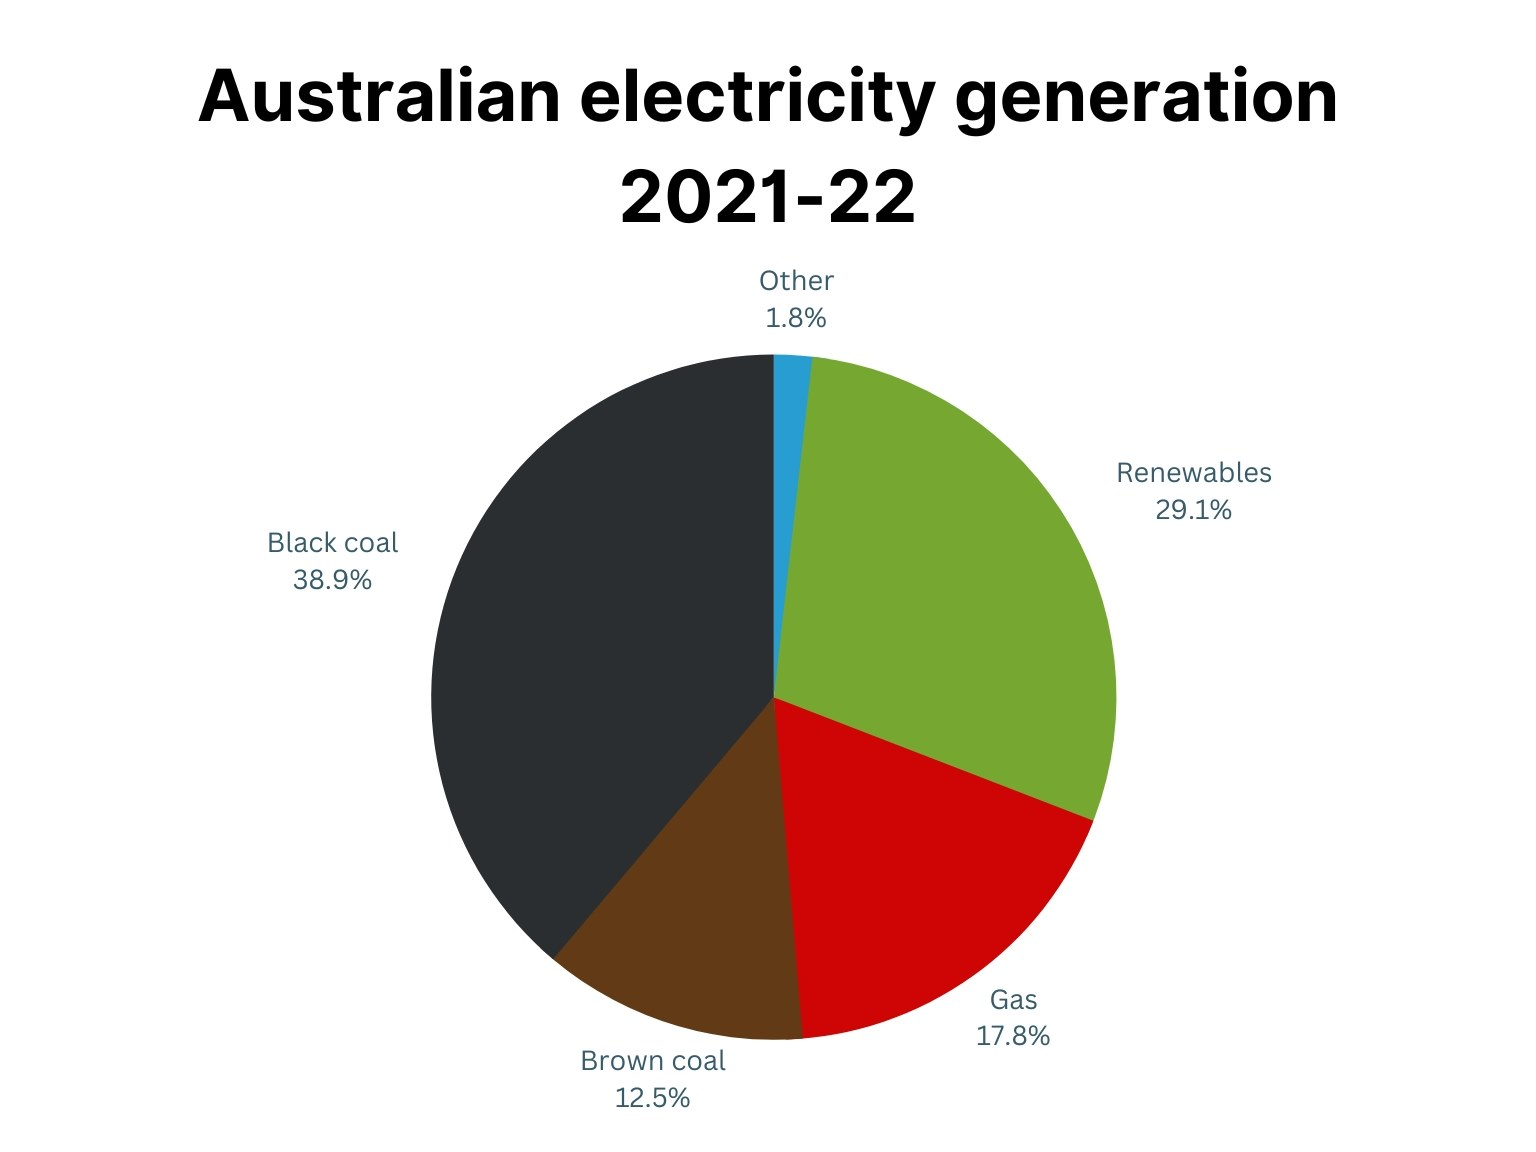 Australian electricity generation
2021-22
Other
1.8%
Renewables
29.1%
Black coal
38.9%
Gas
17.8%
Brown coal
12.5%